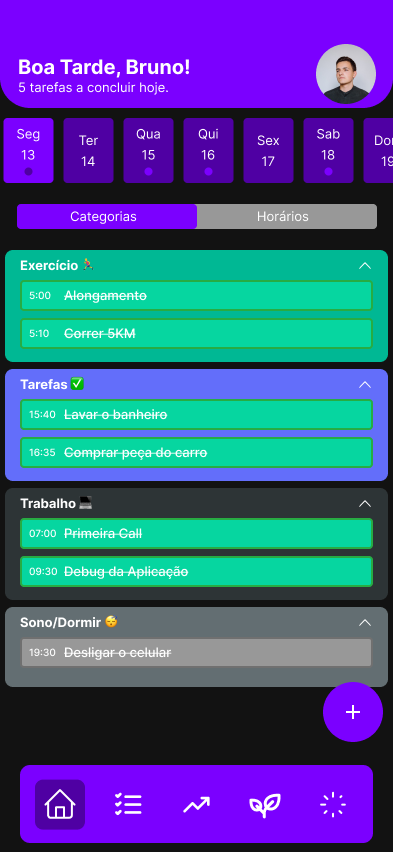 Boa Tarde, Bruno!
5 tarefas a concluir hoje.
Seg Ter Qua Qui Sex Sab Do
13 14 15 16 17 18 19
Categorias Horários
Exercício
5:00 Alongamento
5:10 Correr 5KM
Tarefas
15:40 Lavar o banheiro
16:35 Comprar peça do carro
Trabalho
07:00 Primeira Call
09:30 Debug da Aplicação
Sono/Dormir
19:30 Desligar o celular